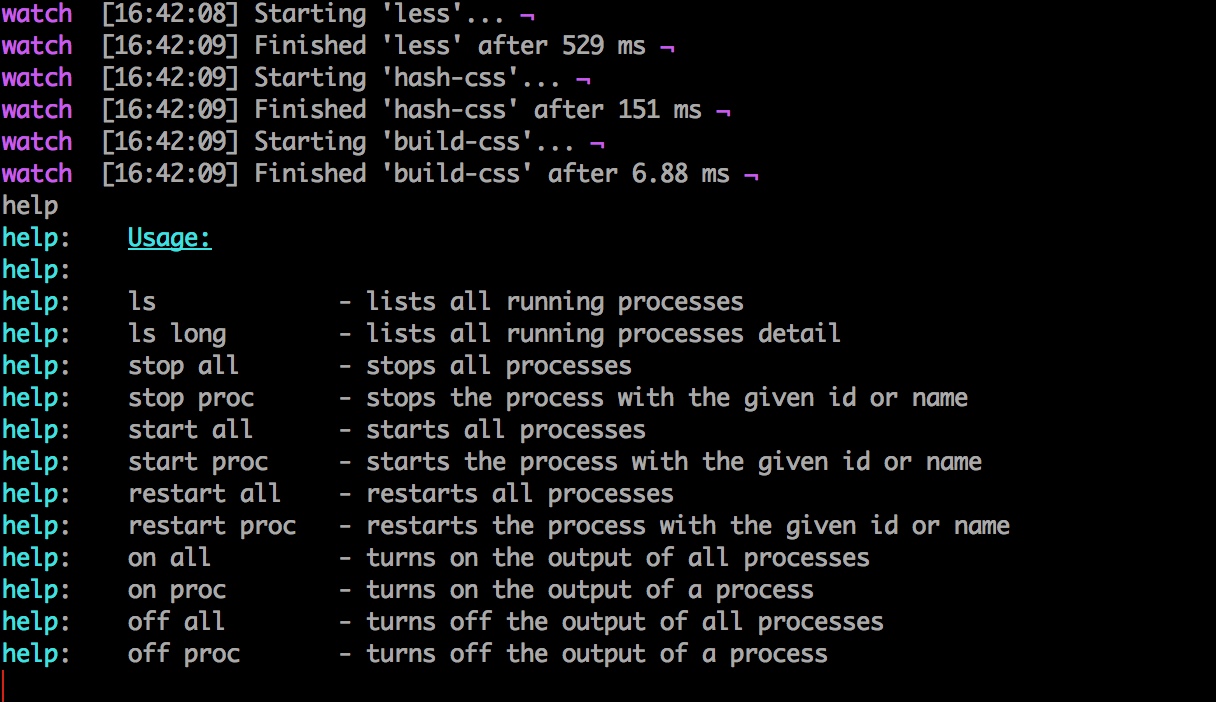 watch  [16:42:08] Starting 'less'... ¬
watch  [16:42:09] Finished 'less' after 529 ms ¬
watch  [16:42:09] Starting 'hash-css'... ¬
watch  [16:42:09] Finished 'hash-css' after 151 ms ¬
watch  [16:42:09] Starting 'build-css'... ¬
watch  [16:42:09] Finished 'build-css' after 6.88 ms ¬
help
help:    Usage:
help:
help:    ls             - lists all running processes
help:    ls long        - lists all running processes detail
help:    stop all       - stops all processes
help:    stop proc      - stops the process with the given id or name
help:    start all      - starts all processes
help:    start proc     - starts the process with the given id or name
help:    restart all    - restarts all processes
help:    restart proc   - restarts the process with the given id or name
help:    on all         - turns on the output of all processes
help:    on proc        - turns on the output of a process
help:    off all        - turns off the output of all processes
help:    off proc       - turns off the output of a process